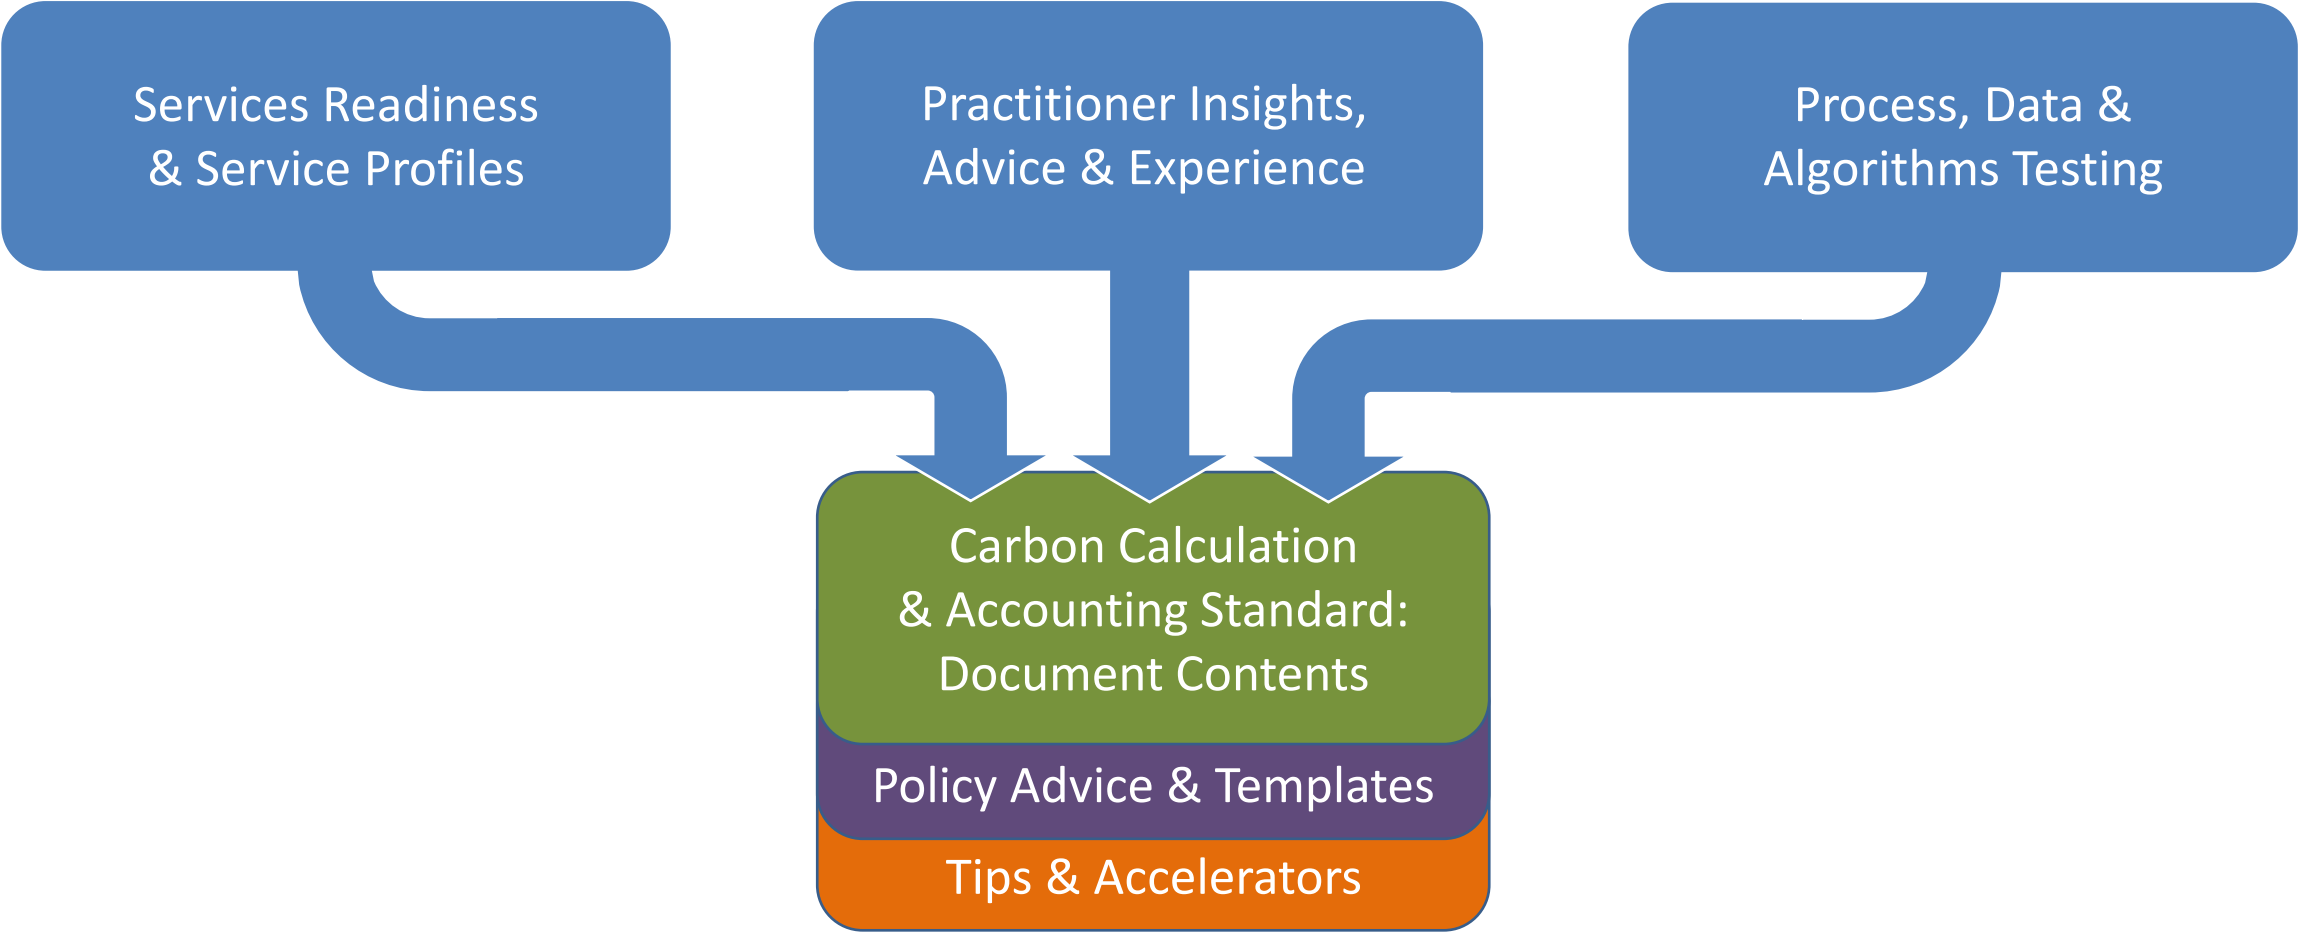 Services Readiness
& Service Profiles
Practitioner Insights,
Advice & Experience
Process, Data &
Algorithms Testing
Carbon Calculation
& Accounting Standard:
Document Contents
Policy Advice & Templates
Tips & Accelerators